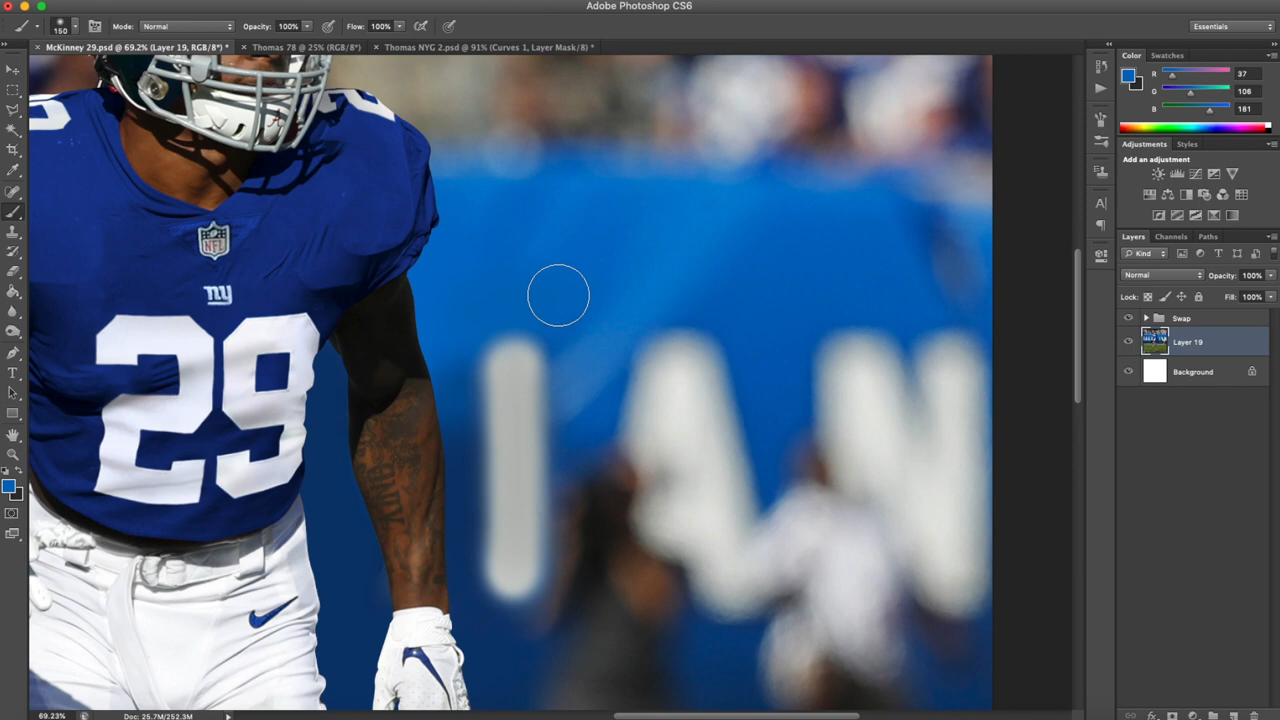 Adobe Photoshop CS6
150 Mode: Normal Opacity: 100% Flow: 100% Essentials
× McKinney 29.psd @ 69.2% (Layer 19, RGB/8*) * × Thomas 78 @ 25% (RGB/8*) × Thomas NYG 2.psd @ 91% (Curves 1, Layer Mask/8) *
Color Swatches
R 37
G 106
B 181
Adjustments Styles
Add an adjustment
Layers Channels Paths
Kind
Normal Opacity: 100%
Lock: Fill: 100%
Swap
Layer 19
Background
NFL
ny
29
69.23% Doc: 25.7M/252.3M